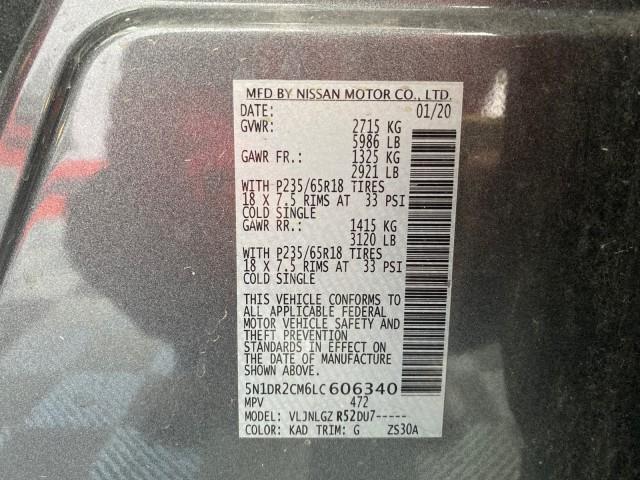 MFD BY NISSAN MOTOR CO., LTD.
DATE: 01/20
GVWR: 2715 KG
5986 LB
GAWR FR.: 1325 KG
2921 LB
WITH P235/65R18 TIRES
18 X 7.5 RIMS AT 33 PSI
COLD SINGLE
GAWR RR.: 1415 KG
3120 LB
WITH P235/65R18 TIRES
18 X 7.5 RIMS AT 33 PSI
COLD SINGLE
THIS VEHICLE CONFORMS TO
ALL APPLICABLE FEDERAL
MOTOR VEHICLE SAFETY AND
THEFT PREVENTION
STANDARDS IN EFFECT ON
THE DATE OF MANUFACTURE
SHOWN ABOVE.
5N1DR2CM6LC606340
MPV 472
MODEL: VLJNLGZ R52DU7-----
COLOR: KAD TRIM: G ZS30A